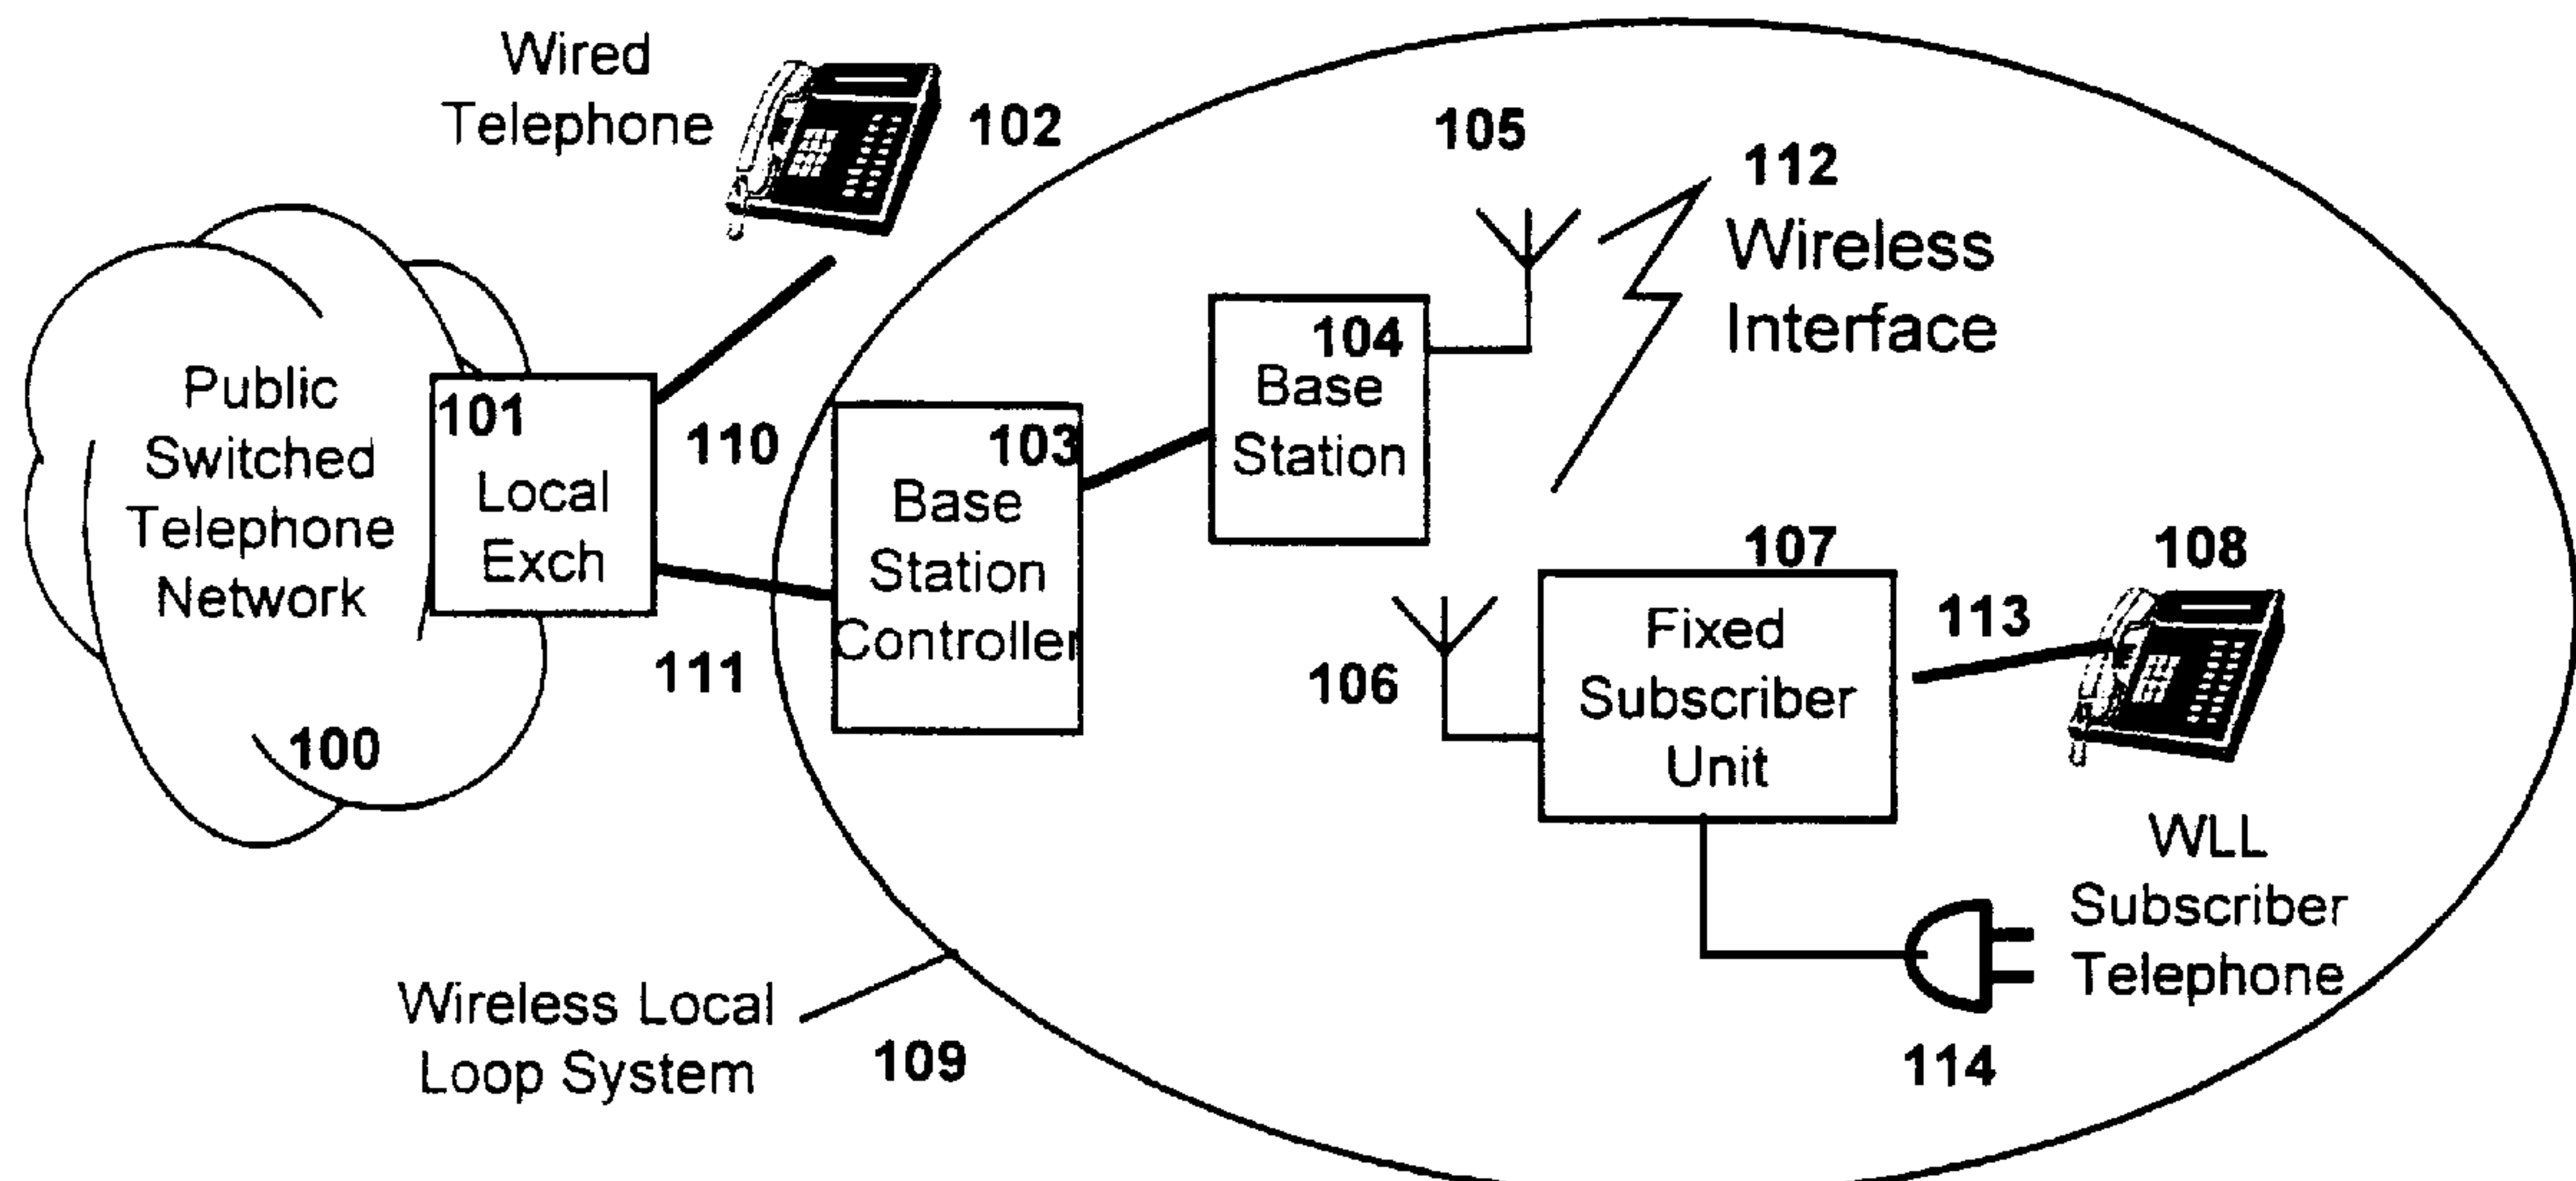 Wired
Telephone
102
105
112
Wireless
Interface
104
Base
Station
Public
Switched
Telephone
Network
100
101
Local
Exch
110
111
103
Base
Station
Controller
107
Fixed
Subscriber
Unit
106
113
108
WLL
Subscriber
Telephone
114
Wireless Local
Loop System
109